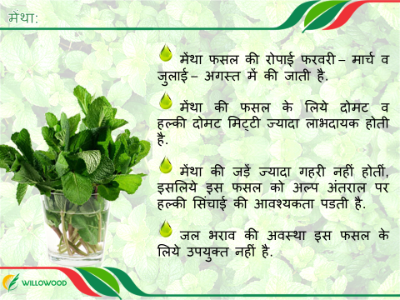 मेंथा:
मेंथा फसल की रोपाई फरवरी – मार्च व
जुलाई – अगस्त में की जाती है.
मेंथा की फसल के लिये दोमट व
हल्की दोमट मिट्टी ज्यादा लाभदायक होती
है.
मेंथा की जड़ें ज्यादा गहरी नहीं होतीं,
इसलिये इस फसल को अल्प अंतराल पर
हल्की सिंचाई की आवश्यकता पडती है.
जल भराव की अवस्था इस फसल के
लिये उपयुक्त नहीं है.
WILLOWOOD